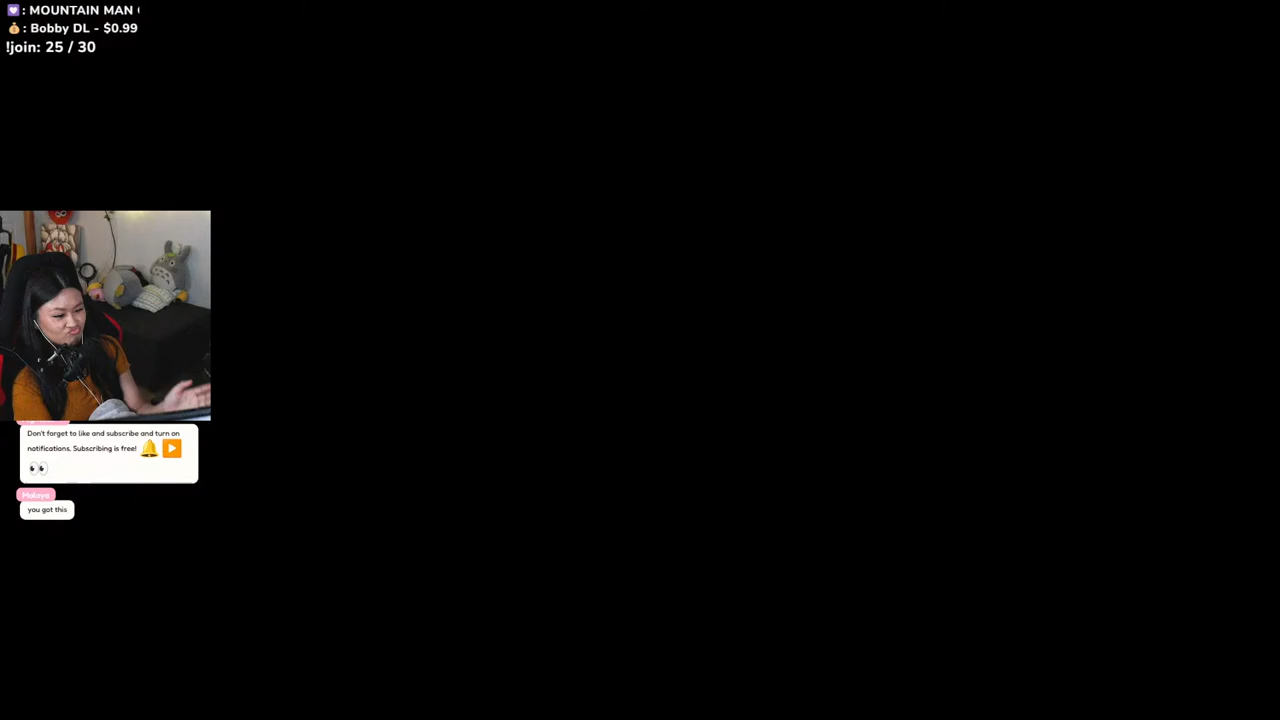 : MOUNTAIN MAN
: Bobby DL - $0.99
!join: 25 / 30
Don't forget to like and subscribe and turn on
notifications. Subscribing is free!
Malaya
you got this